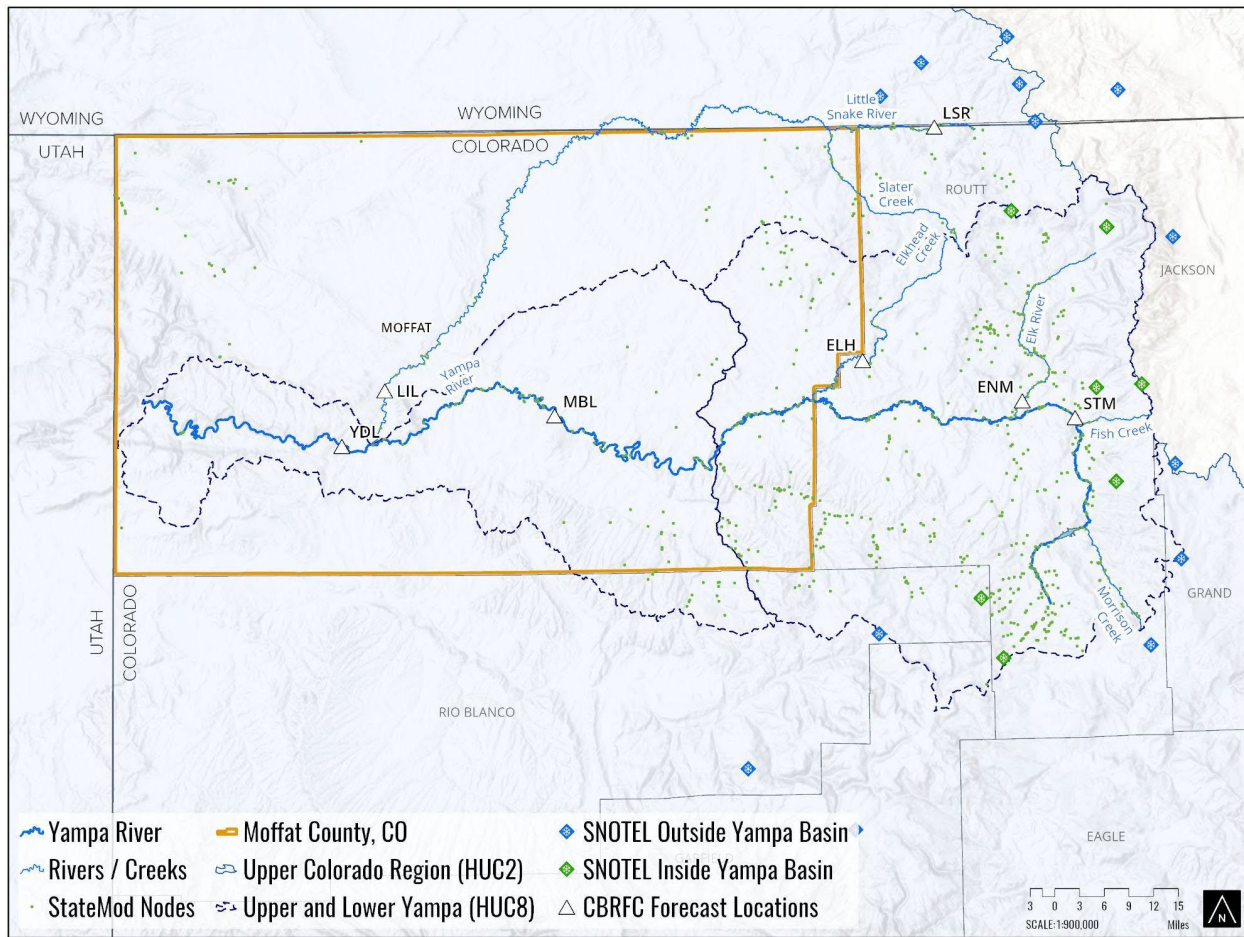 WYOMING
WYOMING
UTAH
COLORADO
Little
Snake River
LSR
Slater
Creek
ROUTT
Elkhead
Creek
JACKSON
Elk River
MOFFAT
Yampa
River
ELH
LIL
MBL
ENM
STM
YDL
Fish Creek
Morrison
Creek
GRAND
UTAH
COLORADO
RIO BLANCO
EAGLE
Yampa River
Moffat County, CO
SNOTEL Outside Yampa Basin
Rivers / Creeks
Upper Colorado Region (HUC2)
SNOTEL Inside Yampa Basin
StateMod Nodes
Upper and Lower Yampa (HUC8)
CBRFC Forecast Locations
3 0 3 6 9 12 15
SCALE: 1:900,000
Miles
N